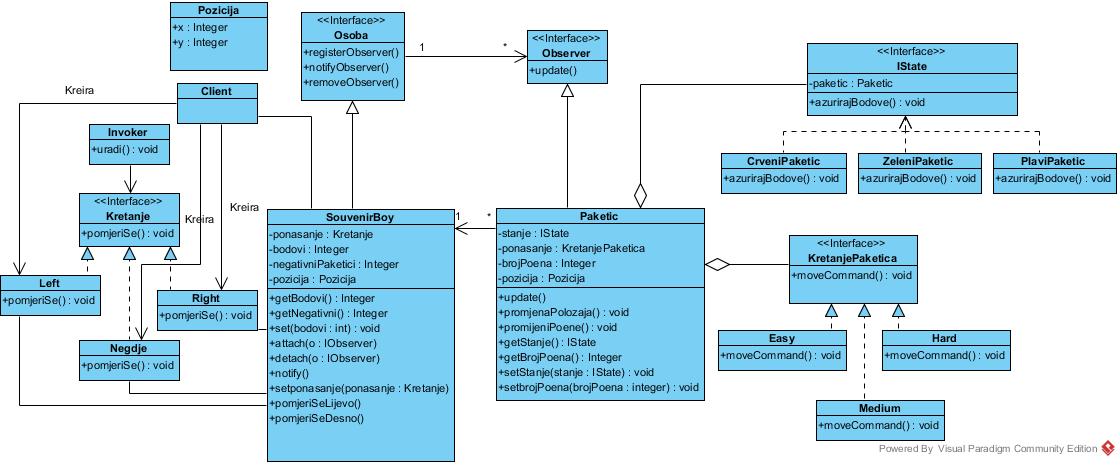 Pozicija
+x : Integer
+y : Integer
<<Interface>>
Osoba
+registerObserver()
+notifyObserver()
+removeObserver()
1
*
<<Interface>>
Observer
+update()
<<Interface>>
IState
-paketic : Paketic
+azurirajBodove() : void
Kreira
Client
Invoker
+uradi() : void
<<Interface>>
Kretanje
+pomjeriSe() : void
Kreira
Kreira
Left
+pomjeriSe() : void
Right
+pomjeriSe() : void
Negdje
+pomjeriSe() : void
SouvenirBoy
-ponasanje : Kretanje
-bodovi : Integer
-negativniPaketici : Integer
-pozicija : Pozicija
+getBodovi() : Integer
+getNegativni() : Integer
+set(bodovi : int) : void
+attach(o : IObserver)
+detach(o : IObserver)
+notify()
+setponasanje(ponasanje : Kretanje)
+pomjeriSeLijevo()
+pomjeriSeDesno()
1
*
Paketic
-stanje : IState
-ponasanje : KretanjePaketica
-brojPoena : Integer
-pozicija : Pozicija
+update()
+promjenaPolozaja() : void
+promijeniPoene() : void
+getStanje() : IState
+getBrojPoena() : Integer
+setStanje(stanje : IState) : void
+setbrojPoena(brojPoena : integer) : void
CrveniPaketic
+azurirajBodove() : void
ZeleniPaketic
+azurirajBodove() : void
PlaviPaketic
+azurirajBodove() : void
<<Interface>>
KretanjePaketica
+moveCommand() : void
Easy
+moveCommand() : void
Hard
+moveCommand() : void
Medium
+moveCommand() : void
Powered By Visual Paradigm Community Edition